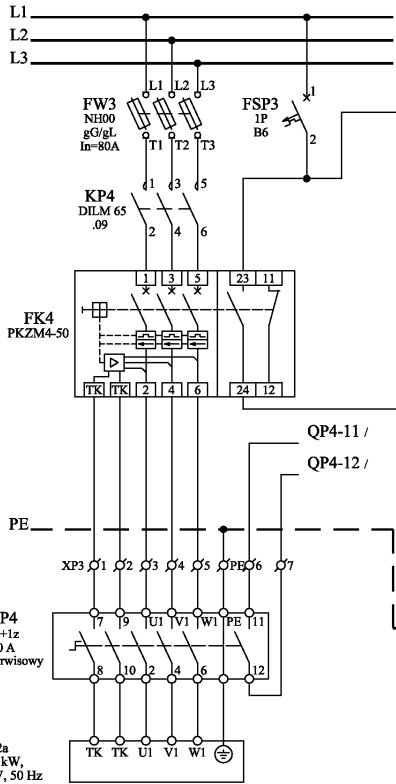 L1
L2
L3
L1 L2 L3 1
FW3 FSP3
NH00 1P
gG/gL B6
In=80A
T1 T2 T3 2
1 3 5
KP4
DILM 65
.09
2 4 6
1 3 5 23 11
FK4
PKZM4-50
TK TK 2 4 6 24 12
QP4-11 /
QP4-12 /
PE
XP3 1 2 3 4 5 PE 6 7
P4
7 9 U1 V1 W1 PE 11
+1z
0 A
rwisowy
8 10 2 4 6 12
2a
kW,
V, 50 Hz
TK TK U1 V1 W1